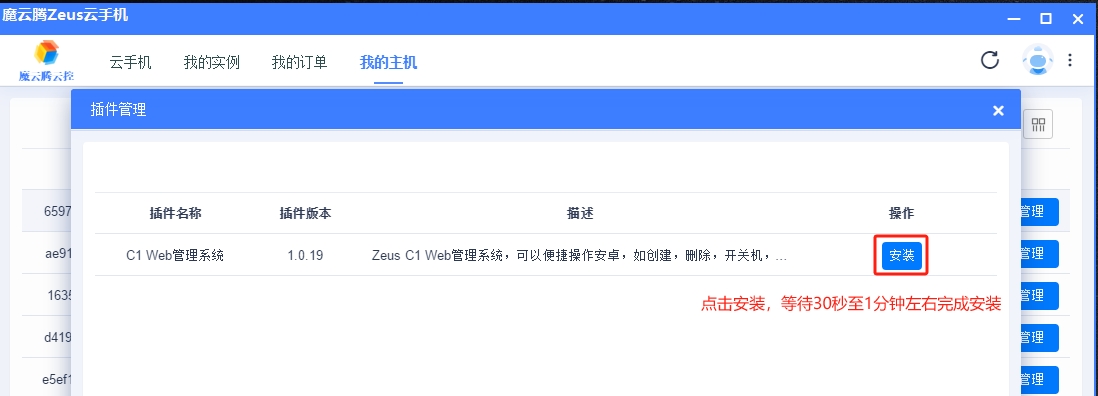 魔云腾Zeus云手机
魔云腾云控
云手机 我的实例 我的订单 我的主机
插件管理
插件名称 插件版本 描述 操作
6597 管理
C1 Web管理系统 1.0.19 Zeus C1 Web管理系统，可以便捷操作安卓，如创建，删除，开关机，... 安装
ae91 管理
点击安装，等待30秒至1分钟左右完成安装
1635 管理
d419 管理
e5ef1 管理